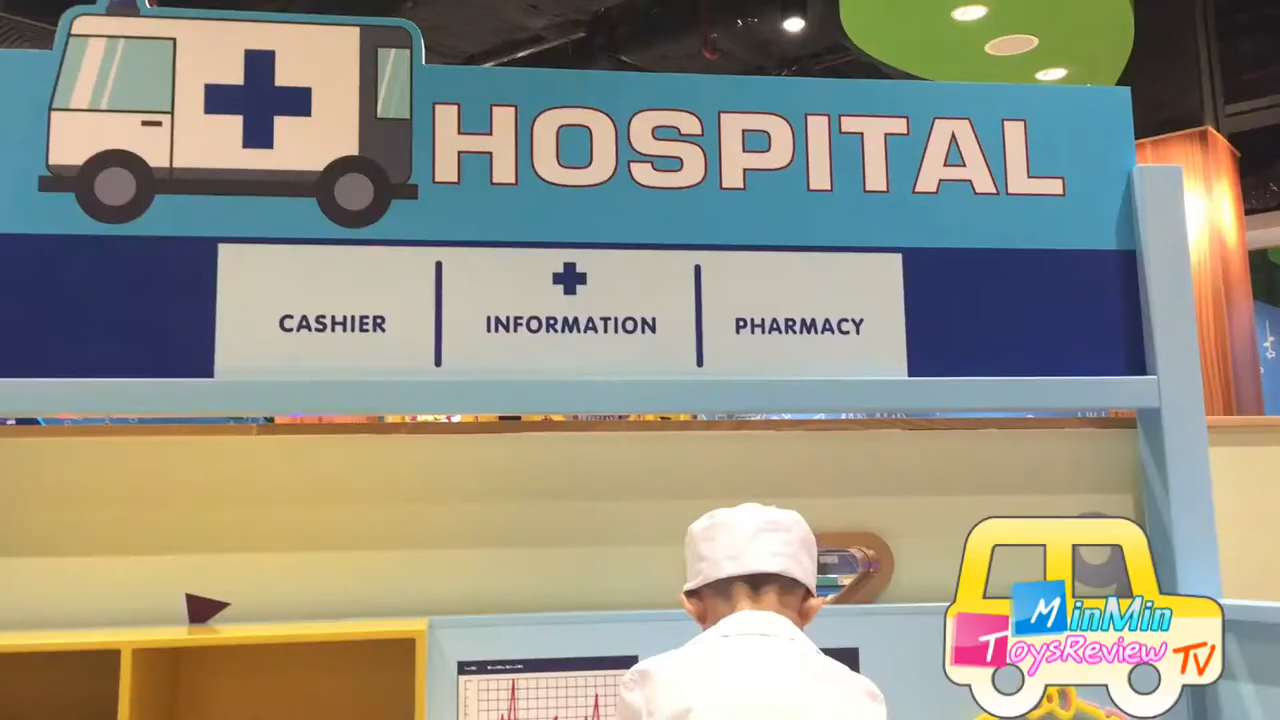 HOSPITAL
CASHIER
INFORMATION
PHARMACY
MinMin
ToysReview TV